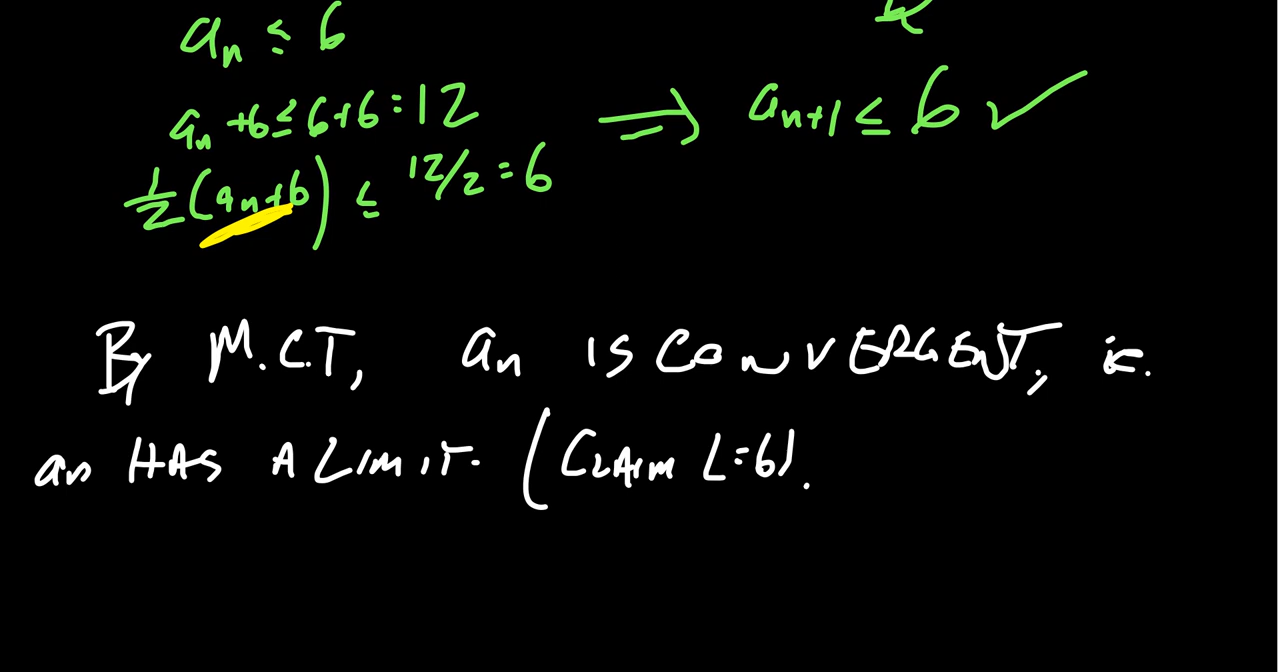 aₙ ≤ 6
aₙ + 6 ≤ 6 + 6 = 12 ⟹ aₙ₊₁ ≤ 6 ✓
1/2 (aₙ + 6) ≤ 12/2 = 6
By M.C.T, aₙ IS CONVERGENT, ie.
aₙ HAS A LIMIT. (CLAIM L = 6).